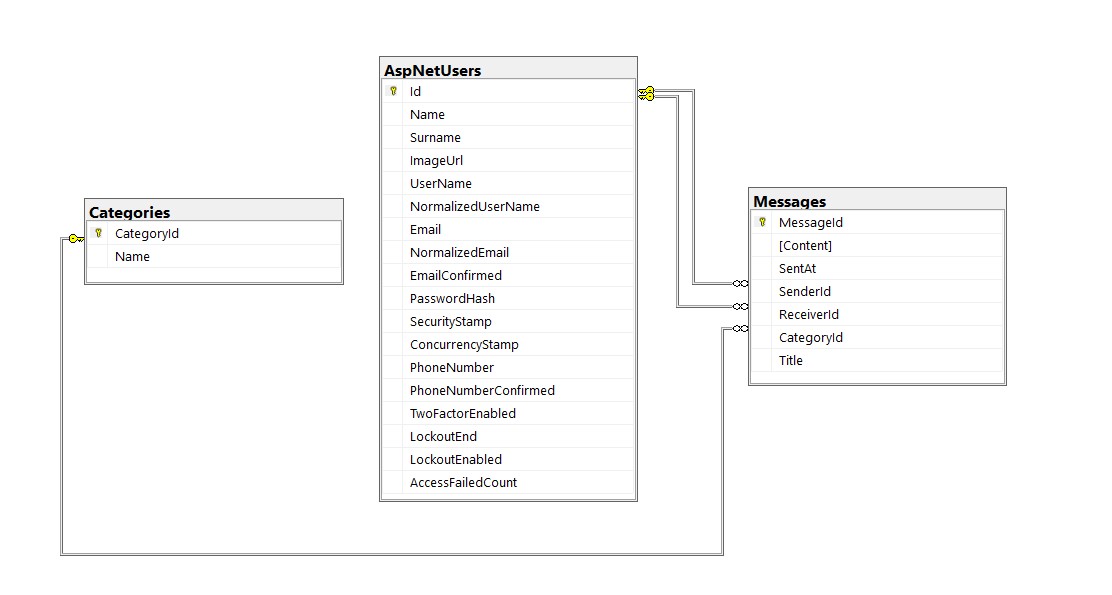 Categories
CategoryId
Name
AspNetUsers
Id
Name
Surname
ImageUrl
UserName
NormalizedUserName
Email
NormalizedEmail
EmailConfirmed
PasswordHash
SecurityStamp
ConcurrencyStamp
PhoneNumber
PhoneNumberConfirmed
TwoFactorEnabled
LockoutEnd
LockoutEnabled
AccessFailedCount
Messages
MessageId
[Content]
SentAt
SenderId
ReceiverId
CategoryId
Title